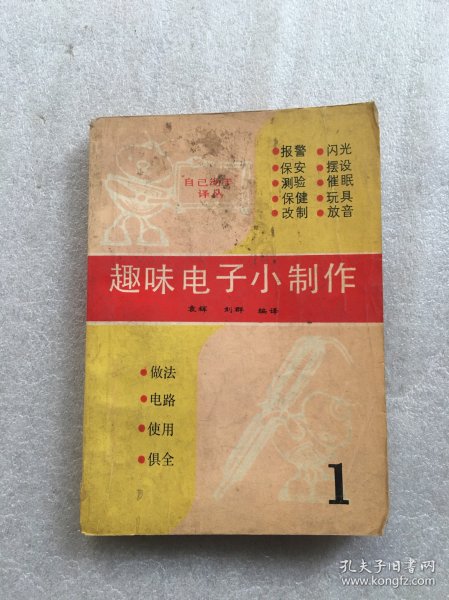 自己动手
译丛
报警 闪光
保安 摆设
测验 催眠
保健 玩具
改制 放音
趣味电子小制作
袁辉 刘群 编译
做法
电路
使用
俱全
1
孔夫子旧书网
www.kongfz.com